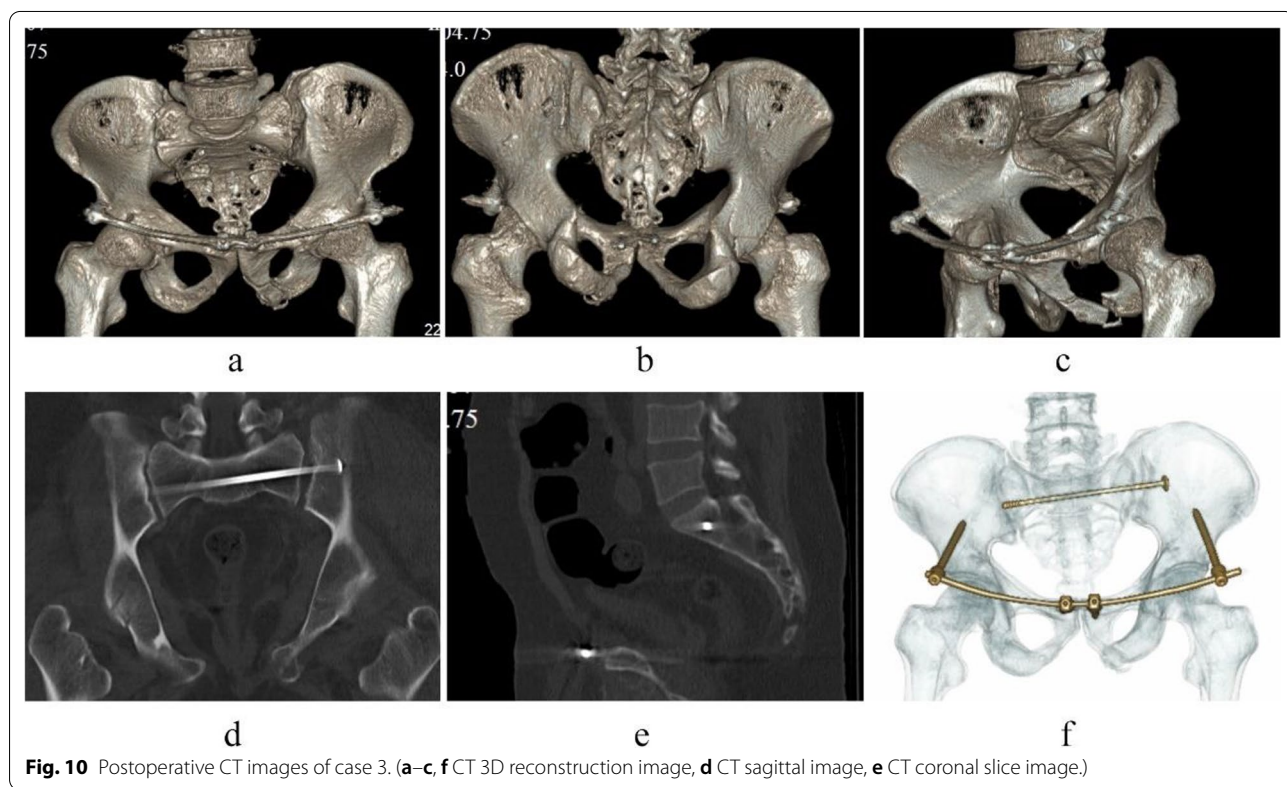 75
04.75
4.0
22
a
b
c
.75
d
e
f
Fig. 10 Postoperative CT images of case 3. (a–c, f CT 3D reconstruction image, d CT sagittal image, e CT coronal slice image.)